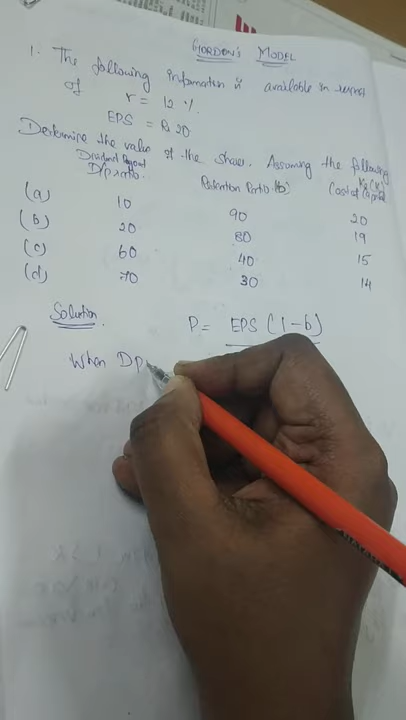 GORDON'S MODEL
1. The following information is available in respect
of r = 12 %.
EPS = Rs 20
Determine the value of the shares. Assuming the following
Dividend Payout
D/p ratio. Retention Ratio (b) Cost of Capital
(a) 10 90 20
(b) 20 80 19
(c) 60 40 15
(d) 70 30 14
Solution.
P = EPS (1-b)
When Dp